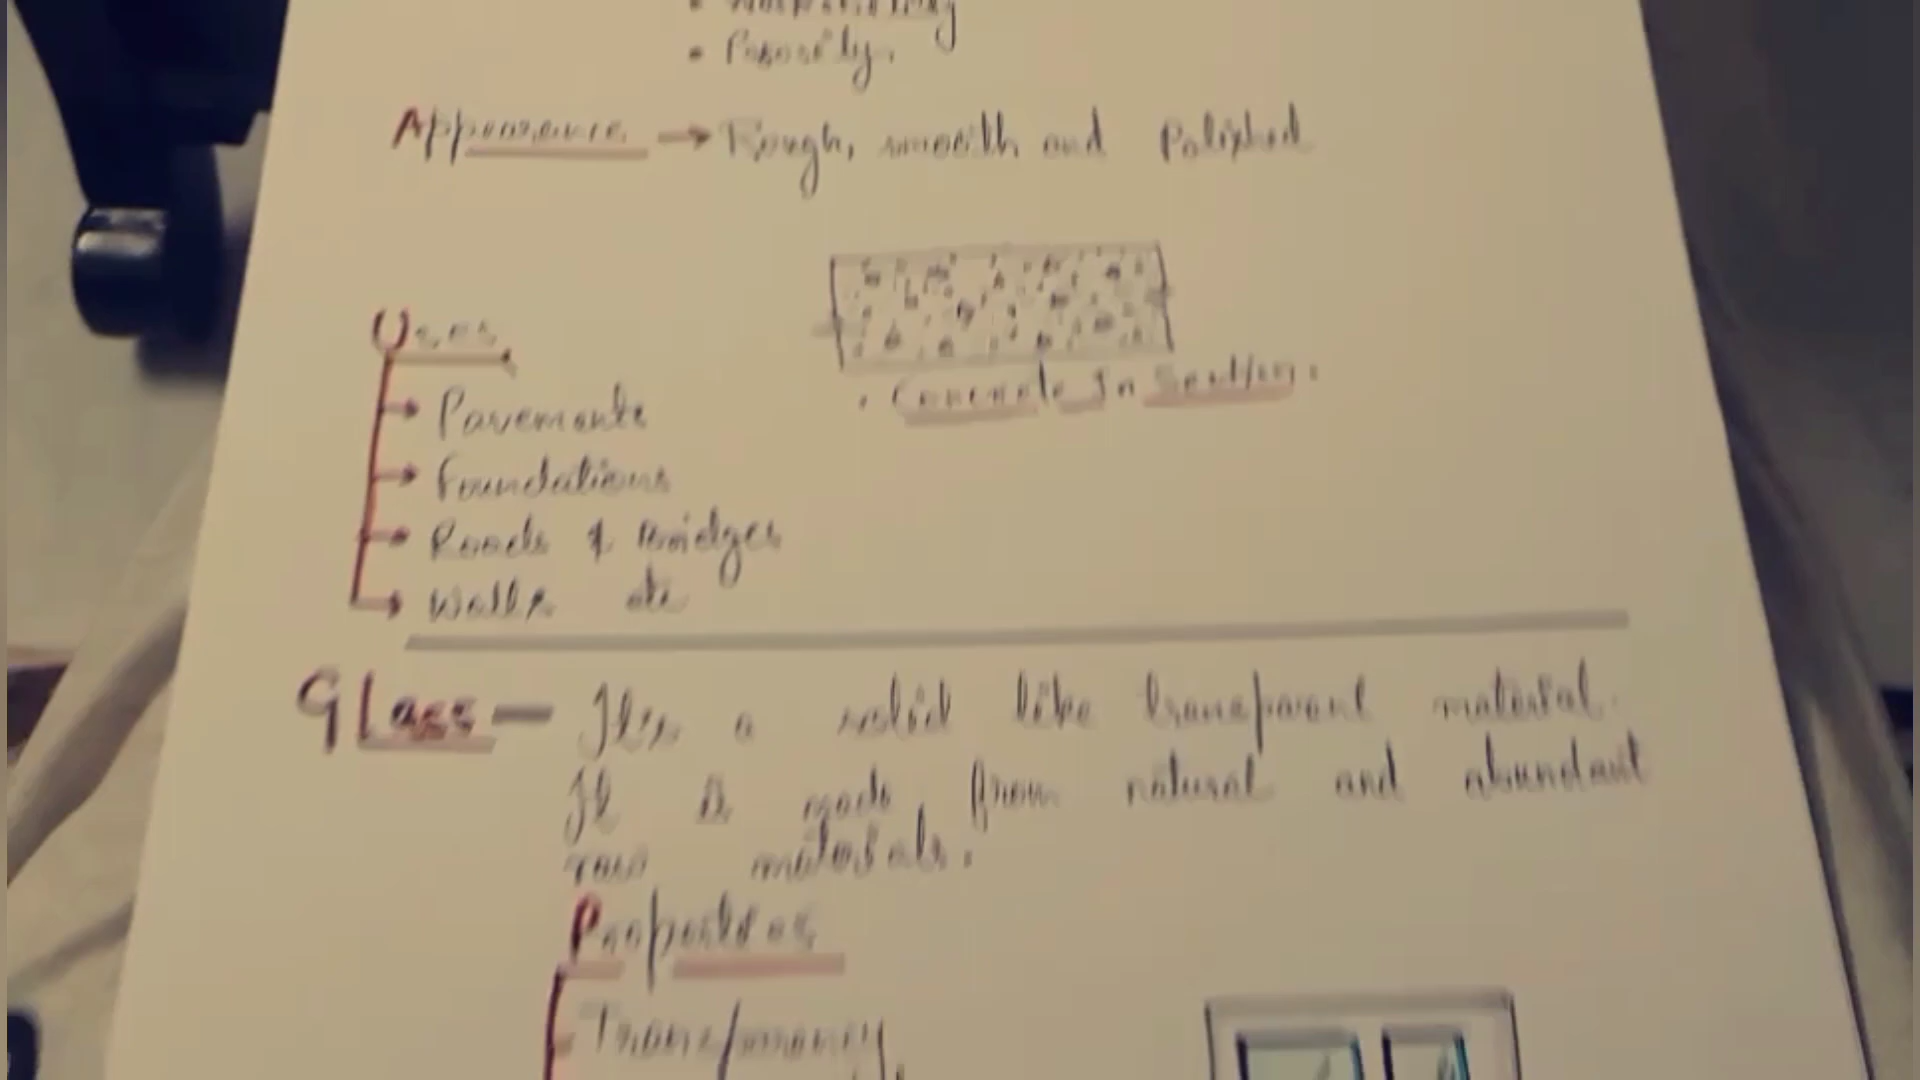 • Workability
• Porosity.
Appearance → Rough, smooth and Polished
Uses
→ Pavements
• Concrete In Section.
→ Foundations
→ Roads & Bridges
→ Walls etc
GLass — It's a solid like transparent material.
It is made from natural and abundant
raw materials.
Properties
Transparency